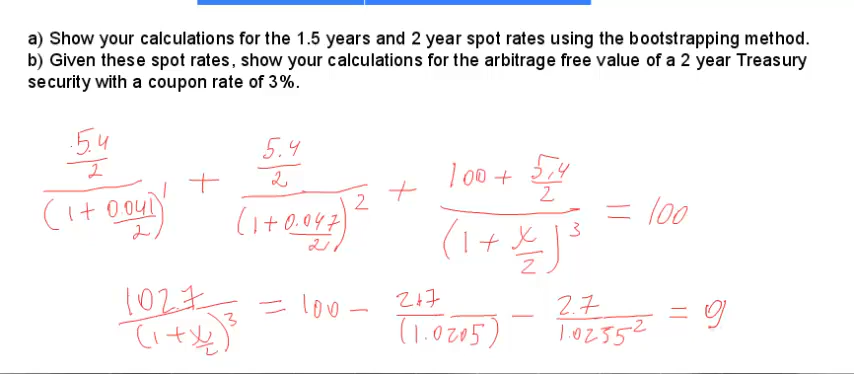 a) Show your calculations for the 1.5 years and 2 year spot rates using the bootstrapping method.
b) Given these spot rates, show your calculations for the arbitrage free value of a 2 year Treasury
security with a coupon rate of 3%.
5.4/2 / (1 + 0.041/2)^1 + 5.4/2 / (1 + 0.047/2)^2 + 100 + 5.4/2 / (1 + x/2)^3 = 100
102.7 / (1 + x/2)^3 = 100 - 2.7 / (1.0205) - 2.7 / 1.0235^2 = 9